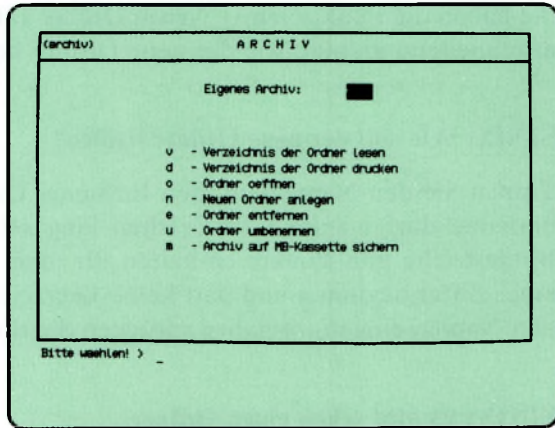 (archiv) A R C H I V
Eigenes Archiv:
v - Verzeichnis der Ordner lesen
d - Verzeichnis der Ordner drucken
o - Ordner oeffnen
n - Neuen Ordner anlegen
e - Ordner entfernen
u - Ordner umbenennen
m - Archiv auf MB-Kassette sichern
Bitte waehlen! > _